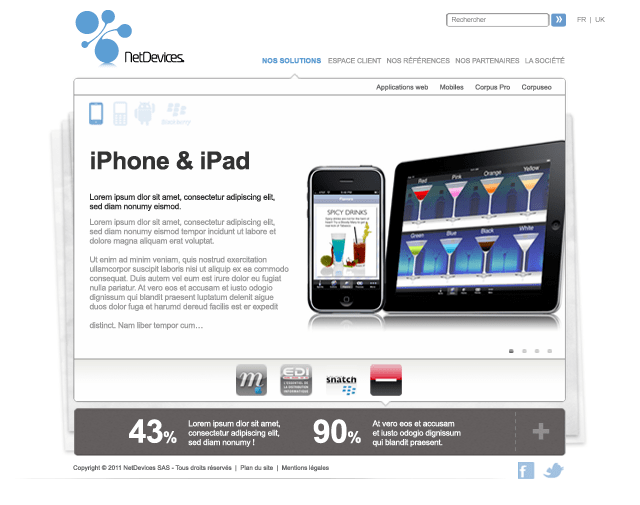 Rechercher
FR | UK
NetDevices.
NOS SOLUTIONS ESPACE CLIENT NOS RÉFÉRENCES NOS PARTENAIRES LA SOCIÉTÉ
Applications web Mobiles Corpus Pro Corpuseo
iPhone & iPad
Lorem ipsum dlor sit amet, consectetur adipiscing elit,
sed diam nonumy eismod.
Lorem ipsum dlor sit amet, consectetur adipiscing elit, sed
diam nonumy eismod tempor incidunt ut labore et
dolore magna aliquam erat voluptat.
Ut enim ad minim veniam, quis nostrud exercitation
ullamcorpor suscipit laboris nisi ut aliquip ex ea commodo
consequat. Duis autem vel eum est irure dolor eu fugiat
nulla pariatur. At vero eos et accusam et iusto odogio
dignissum qui blandit praesent luptatum delenit aigue
duos dolor fuga et harumd dereud facilis est er expedit
distinct. Nam liber tempor cum...
SPICY DRINKS
Red Pink Orange Yellow
Green Blue Black White
m
EDI
snatch
43% Lorem ipsum dlor sit amet,
consectetur adipiscing elit,
sed diam nonumy !
90% At vero eos et accusam
et iusto odogio dignissum
qui blandit praesent.
Copyright © 2011 NetDevices SAS - Tous droits réservés | Plan du site | Mentions légales